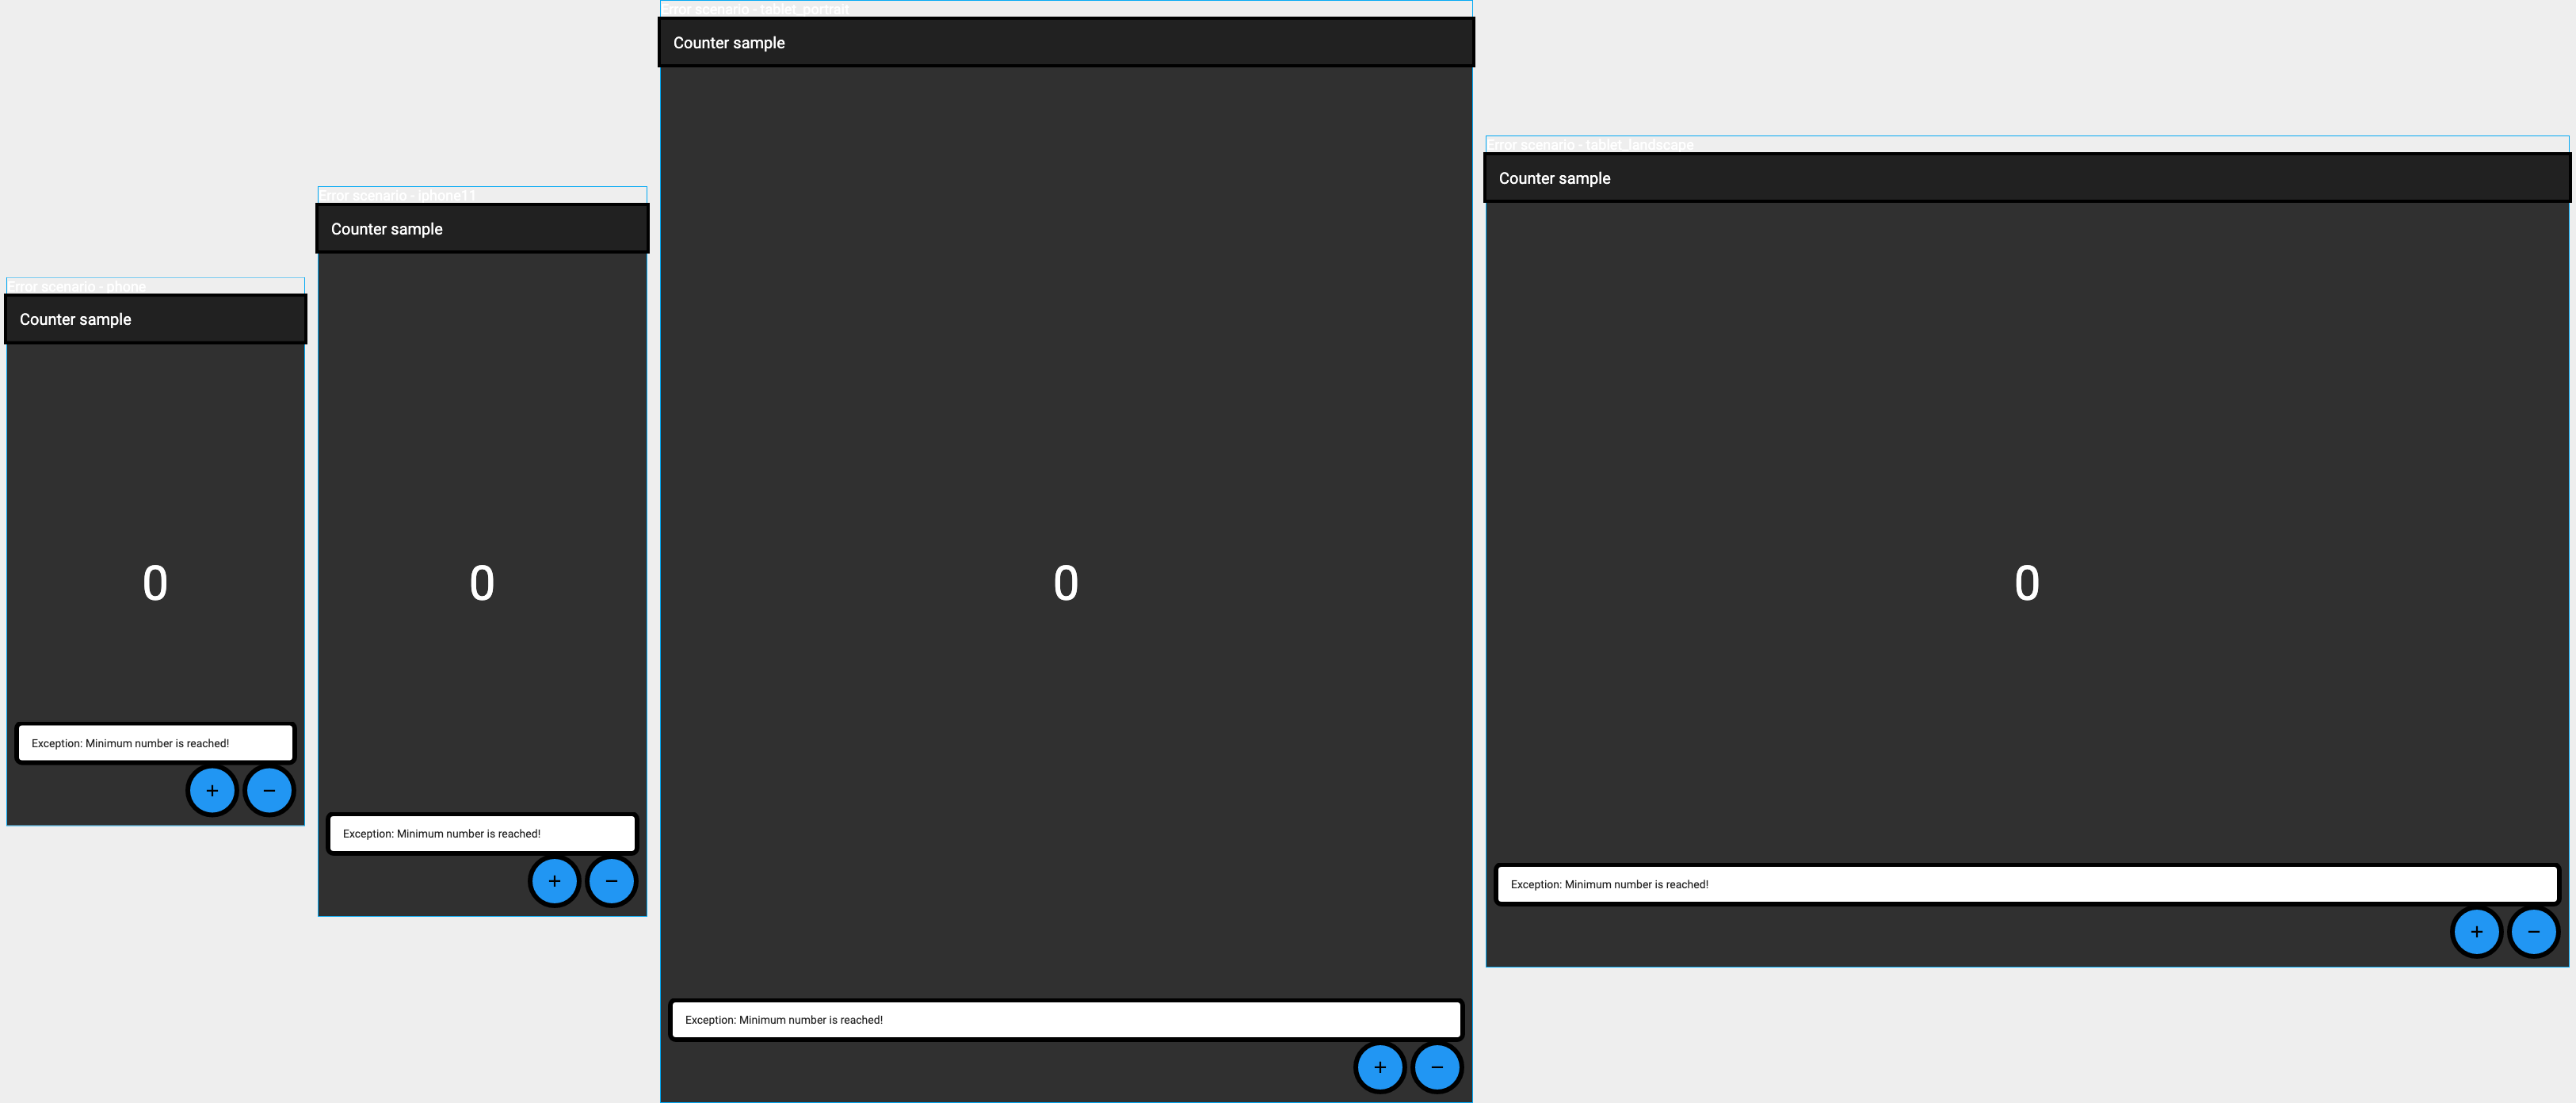 Error scenario - phone
Counter sample
0
Exception: Minimum number is reached!
+ −
Error scenario - iphone11
Counter sample
0
Exception: Minimum number is reached!
+ −
Error scenario - tablet_portrait
Counter sample
0
Exception: Minimum number is reached!
+ −
Error scenario - tablet_landscape
Counter sample
0
Exception: Minimum number is reached!
+ −